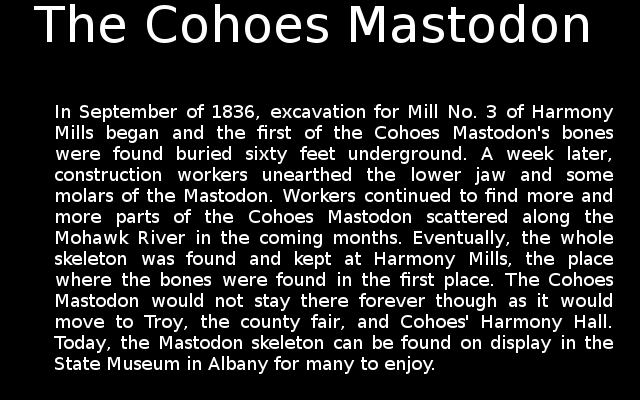 The Cohoes Mastodon
In September of 1836, excavation for Mill No. 3 of Harmony
Mills began and the first of the Cohoes Mastodon's bones
were found buried sixty feet underground. A week later,
construction workers unearthed the lower jaw and some
molars of the Mastodon. Workers continued to find more and
more parts of the Cohoes Mastodon scattered along the
Mohawk River in the coming months. Eventually, the whole
skeleton was found and kept at Harmony Mills, the place
where the bones were found in the first place. The Cohoes
Mastodon would not stay there forever though as it would
move to Troy, the county fair, and Cohoes' Harmony Hall.
Today, the Mastodon skeleton can be found on display in the
State Museum in Albany for many to enjoy.